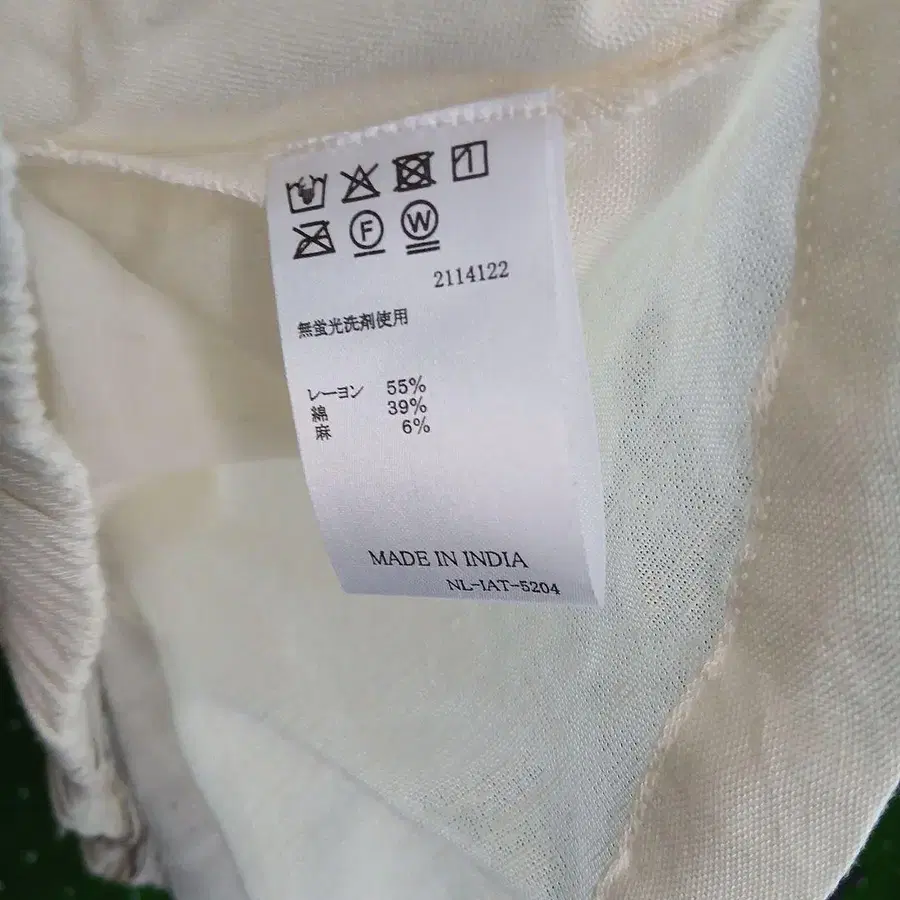 F W
2114122
無蛍光洗剤使用
レーヨン 55%
綿 39%
麻 6%
MADE IN INDIA
NL-IAT-5204